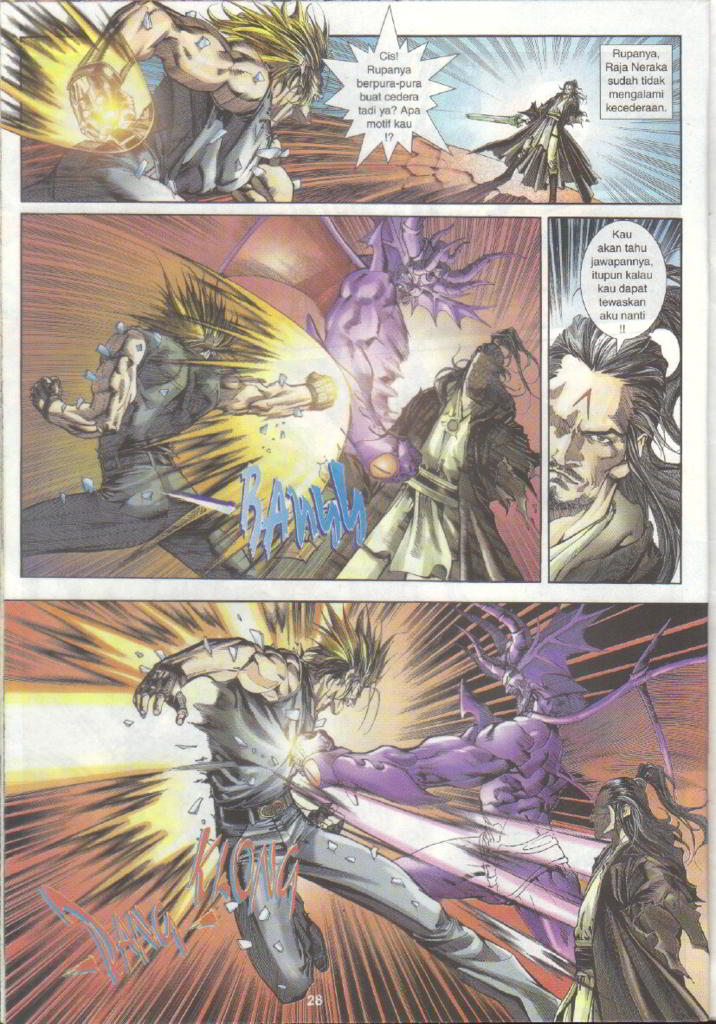 Cis!
Rupanya
berpura-pura
buat cedera
tadi ya? Apa
motif kau
!?
Rupanya,
Raja Neraka
sudah tidak
mengalami
kecederaan.
Kau
akan tahu
jawapannya,
itupun kalau
kau dapat
tewaskan
aku nanti
!!
KLONG
DANG
28